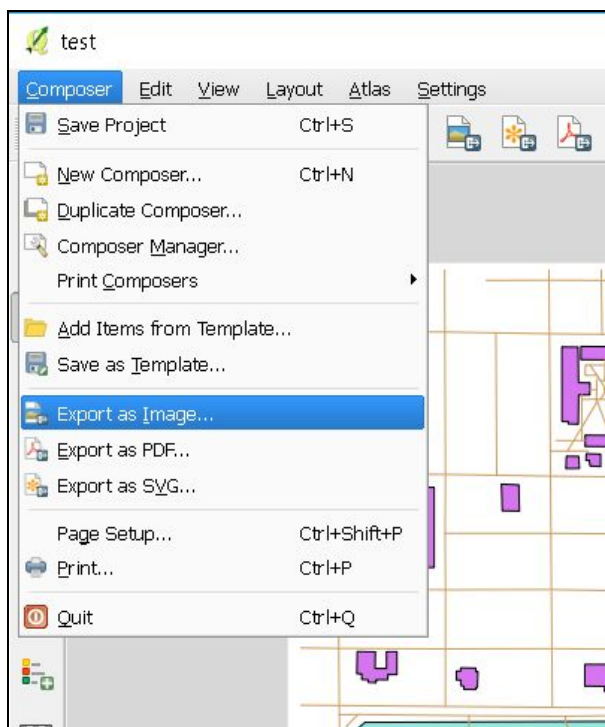 test
Composer Edit View Layout Atlas Settings
Save Project Ctrl+S
New Composer... Ctrl+N
Duplicate Composer...
Composer Manager...
Print Composers
Add Items from Template...
Save as Template...
Export as Image...
Export as PDF...
Export as SVG...
Page Setup... Ctrl+Shift+P
Print... Ctrl+P
Quit Ctrl+Q